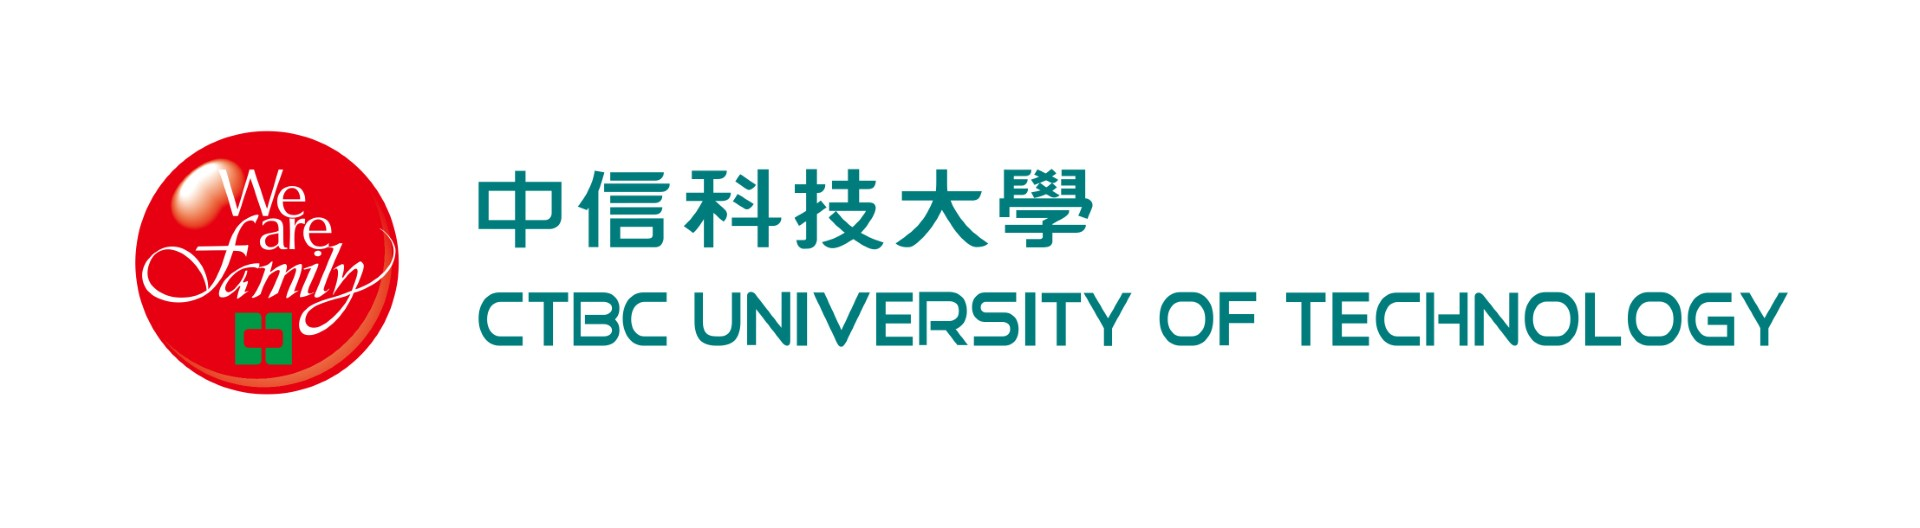 We
are
Family
中信科技大學
CTBC UNIVERSITY OF TECHNOLOGY